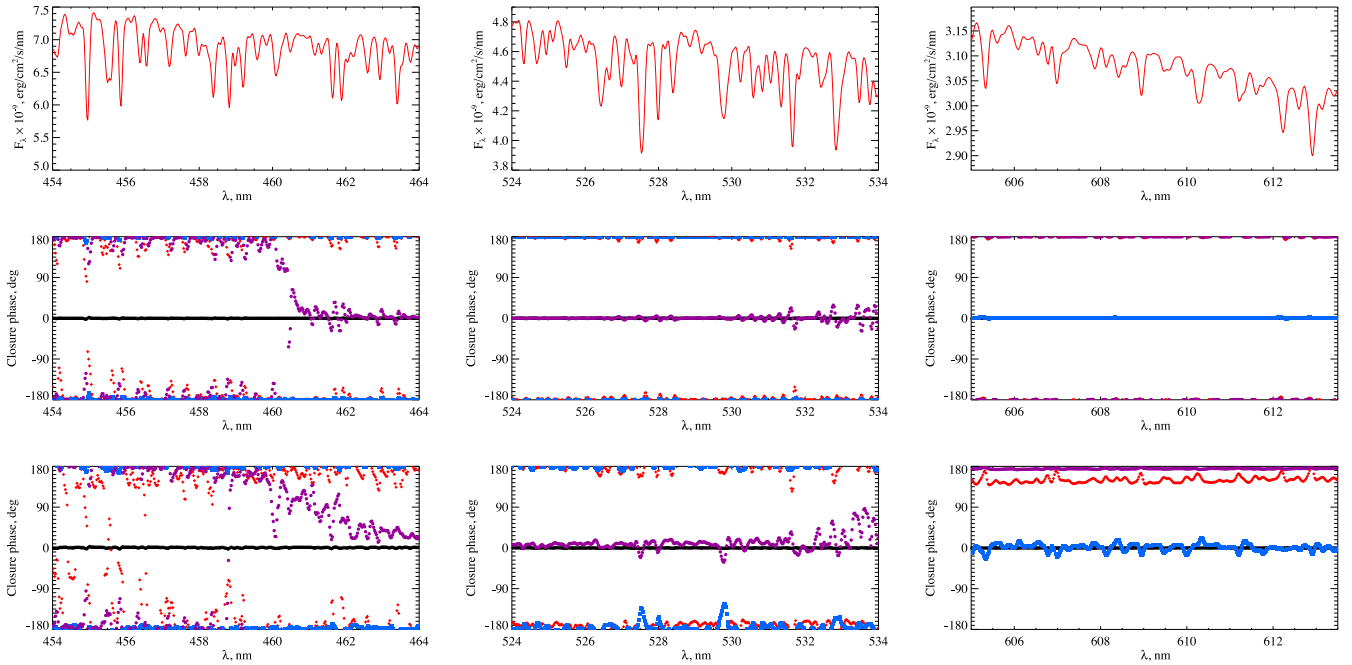 7.5
7.0
6.5
6.0
5.5
5.0
F_λ × 10⁻⁹, erg/cm²/s/nm
454 456 458 460 462 464
λ, nm
4.8
4.6
4.4
4.2
4.0
3.8
F_λ × 10⁻⁹, erg/cm²/s/nm
524 526 528 530 532 534
λ, nm
3.15
3.10
3.05
3.00
2.95
2.90
F_λ × 10⁻⁹, erg/cm²/s/nm
606 608 610 612
λ, nm
180
90
0
-90
-180
Closure phase, deg
454 456 458 460 462 464
λ, nm
180
90
0
-90
-180
Closure phase, deg
524 526 528 530 532 534
λ, nm
180
90
0
-90
-180
Closure phase, deg
606 608 610 612
λ, nm
180
90
0
-90
-180
Closure phase, deg
454 456 458 460 462 464
λ, nm
180
90
0
-90
-180
Closure phase, deg
524 526 528 530 532 534
λ, nm
180
90
0
-90
-180
Closure phase, deg
606 608 610 612
λ, nm